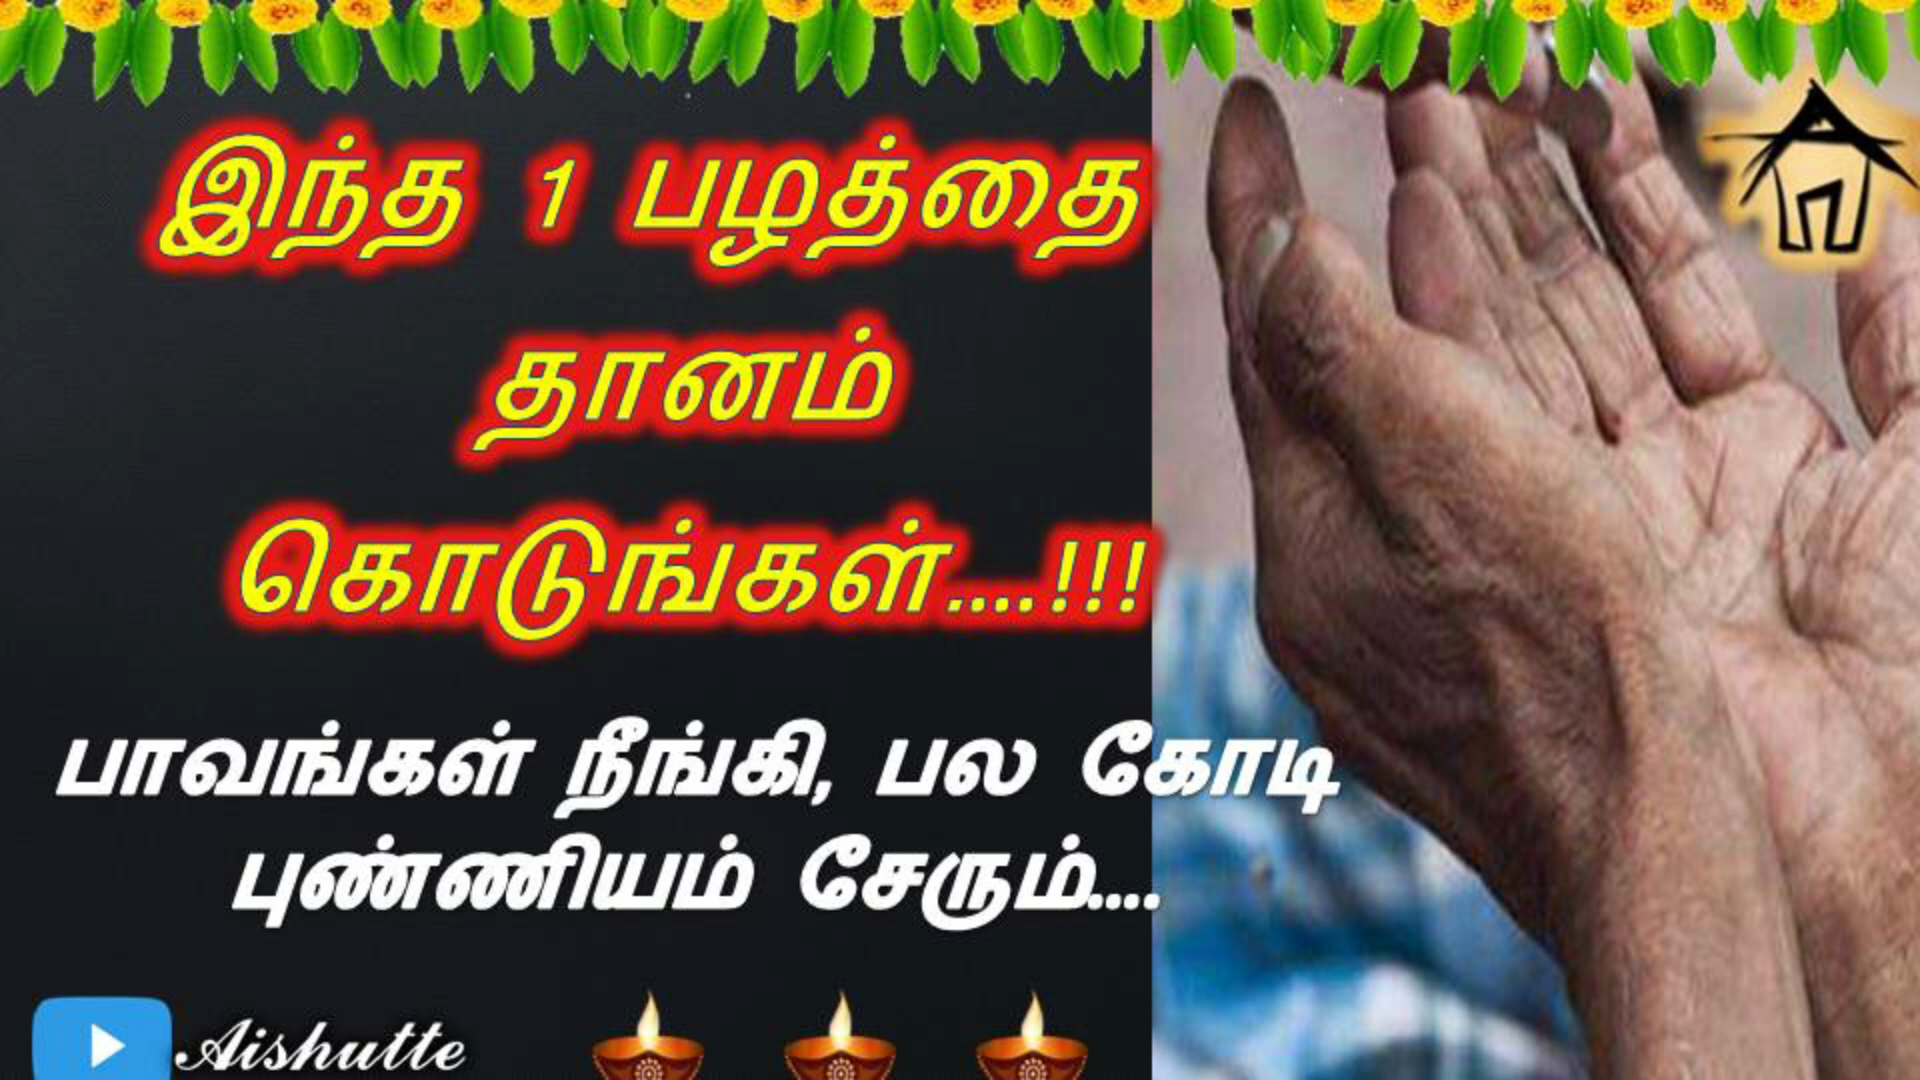 இந்த 1 பழத்தை
தானம்
கொடுங்கள்....!!!
பாவங்கள் நீங்கி, பல கோடி
புண்ணியம் சேரும்....
Aishutte